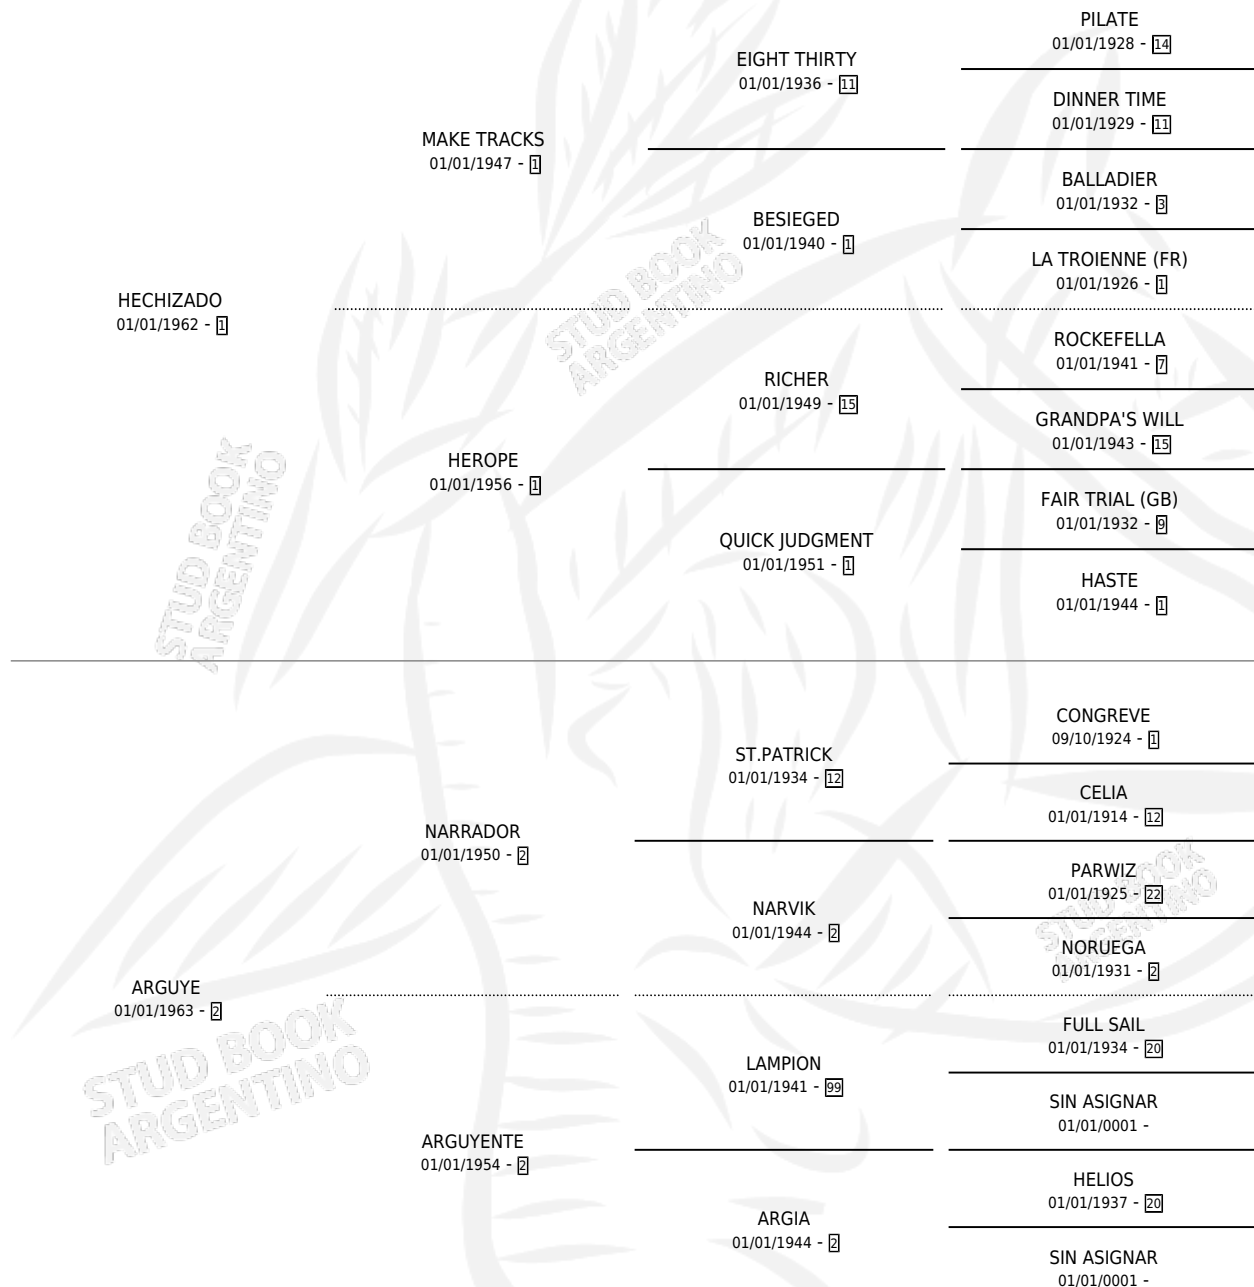 PILATE
01/01/1928 - 14
EIGHT THIRTY
01/01/1936 - 11
DINNER TIME
01/01/1929 - 11
MAKE TRACKS
01/01/1947 - 1
BALLADIER
01/01/1932 - 3
BESIEGED
01/01/1940 - 1
LA TROIENNE (FR)
01/01/1926 - 1
HECHIZADO
01/01/1962 - 1
STUD BOOK
ARGENTINO
ROCKEFELLA
01/01/1941 - 7
RICHER
01/01/1949 - 15
GRANDPA'S WILL
01/01/1943 - 15
HEROPE
01/01/1956 - 1
FAIR TRIAL (GB)
01/01/1932 - 9
QUICK JUDGMENT
01/01/1951 - 1
HASTE
01/01/1944 - 1
STUD BOOK
ARGENTINO
CONGREVE
09/10/1924 - 1
ST.PATRICK
01/01/1934 - 12
CELIA
01/01/1914 - 12
NARRADOR
01/01/1950 - 2
PARWIZ
01/01/1925 - 22
NARVIK
01/01/1944 - 2
NORUEGA
01/01/1931 - 2
STUD BOOK
ARGENTINO
ARGUYE
01/01/1963 - 2
FULL SAIL
01/01/1934 - 20
LAMPION
01/01/1941 - 99
SIN ASIGNAR
01/01/0001 -
STUD BOOK
ARGENTINO
ARGUYENTE
01/01/1954 - 2
HELIOS
01/01/1937 - 20
ARGIA
01/01/1944 - 2
SIN ASIGNAR
01/01/0001 -